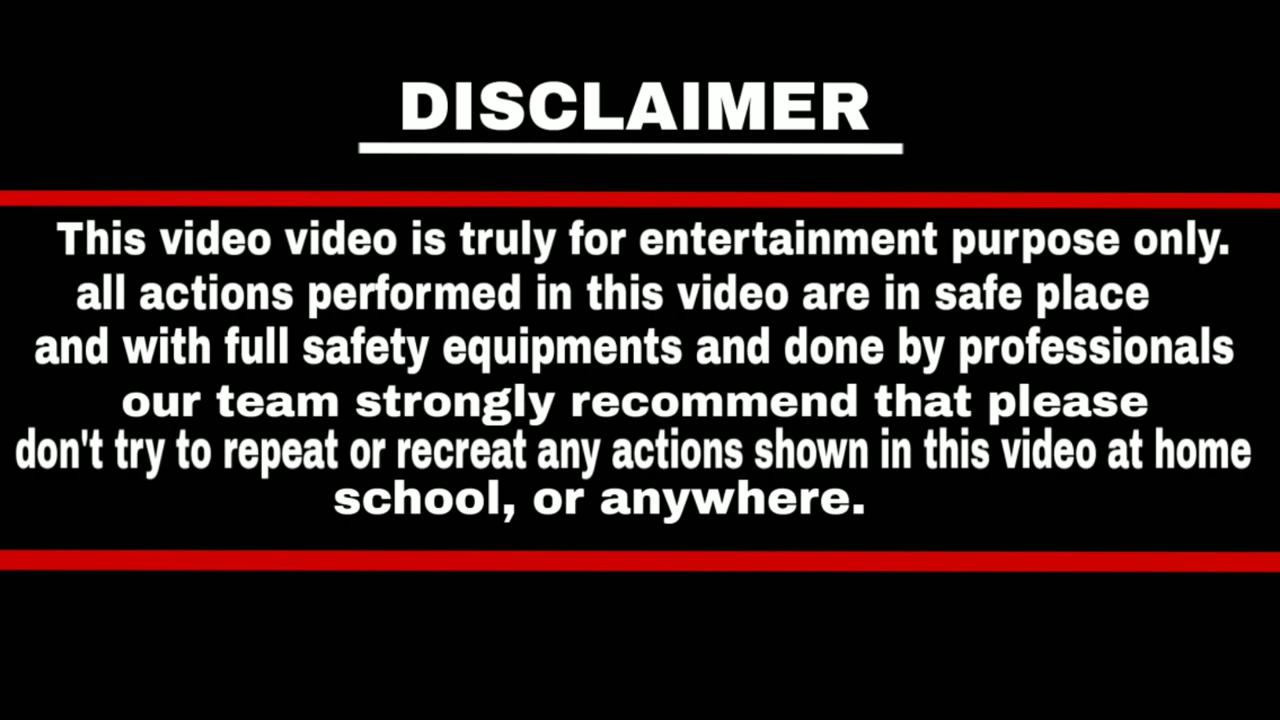 DISCLAIMER
This video video is truly for entertainment purpose only.
all actions performed in this video are in safe place
and with full safety equipments and done by professionals
our team strongly recommend that please
don't try to repeat or recreat any actions shown in this video at home
school, or anywhere.